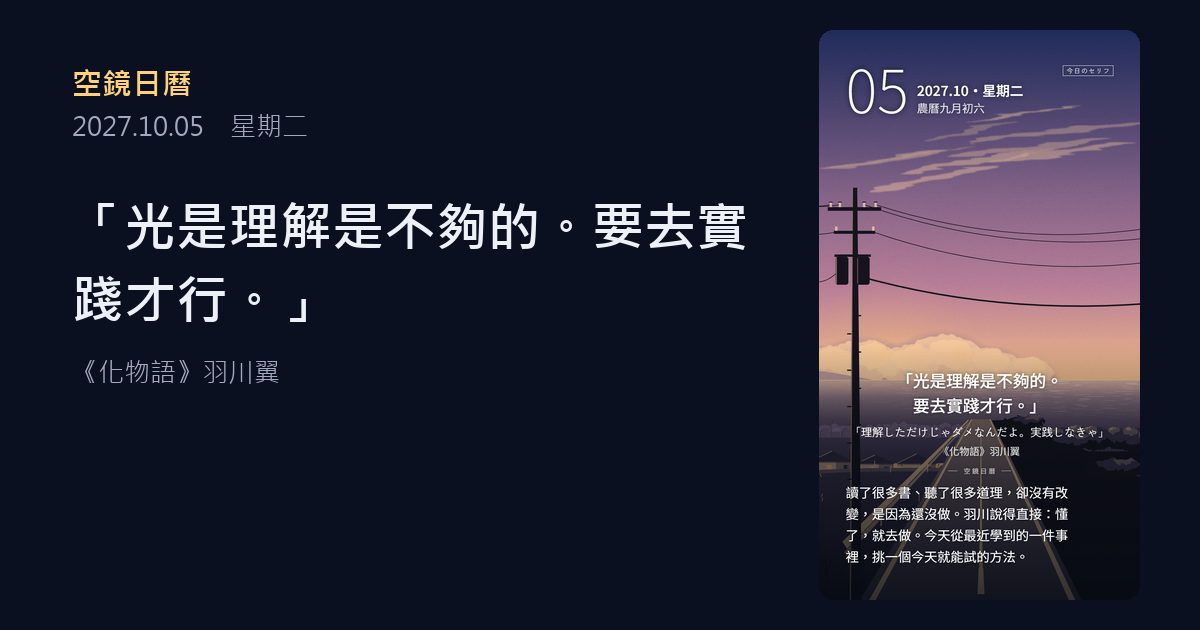 空鏡日曆
2027.10.05 星期二
「光是理解是不夠的。要去實
踐才行。」
《化物語》羽川翼
05
2027.10・星期二
農曆九月初六
今日のセリフ
「光是理解是不夠的。
要去實踐才行。」
「理解しただけじゃダメなんだよ。実践しなきゃ」
《化物語》羽川翼
— 空鏡日曆 —
讀了很多書、聽了很多道理，卻沒有改
變，是因為還沒做。羽川說得直接：懂
了，就去做。今天從最近學到的一件事
裡，挑一個今天就能試的方法。